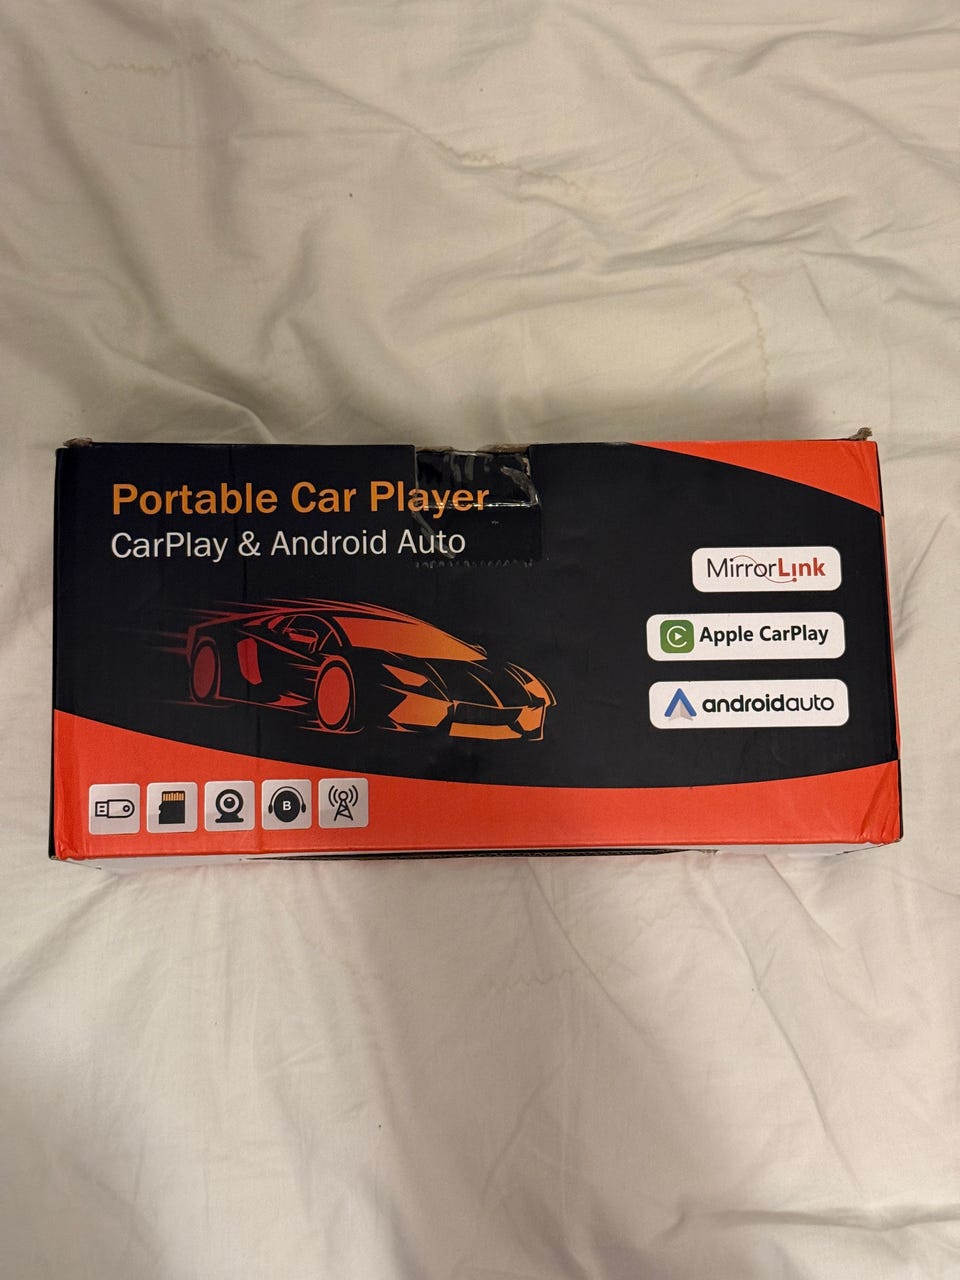 Portable Car Player
CarPlay & Android Auto
MirrorLink
Apple CarPlay
androidauto
B